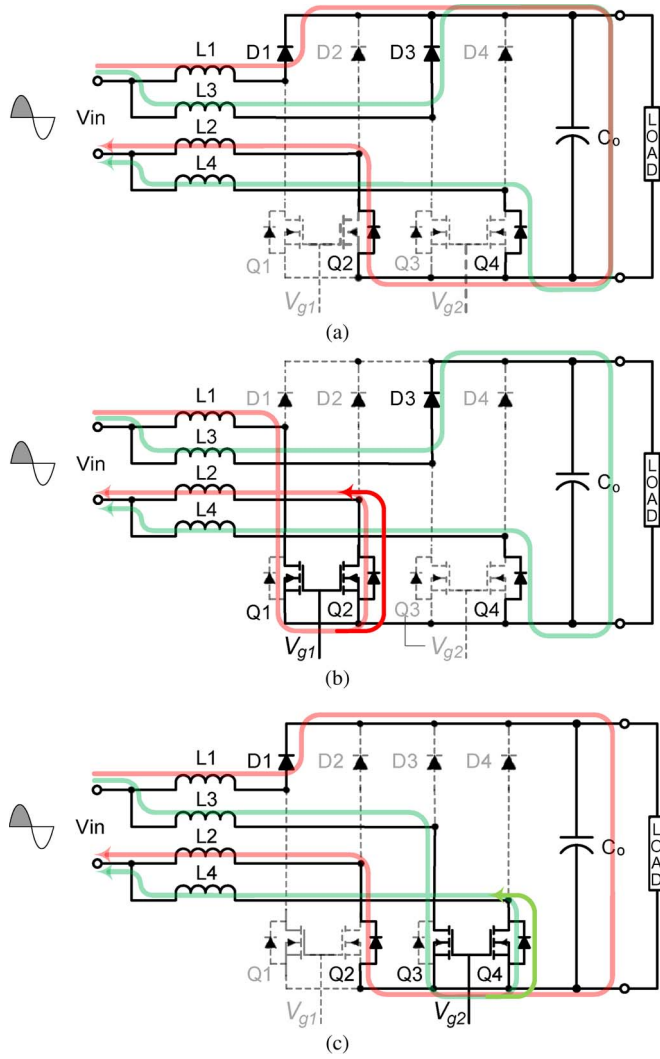 L1
D1 D2 D3 D4
L3
Vin
L2
L4
Co
LOAD
Q1 Q2 Q3 Q4
Vg1 Vg2
(a)
L1
D1 D2 D3 D4
L3
Vin
L2
L4
Co
LOAD
Q1 Q2 Q3 Q4
Vg1 Vg2
(b)
L1
D1 D2 D3 D4
L3
Vin
L2
L4
Co
LOAD
Q1 Q2 Q3 Q4
Vg1 Vg2
(c)